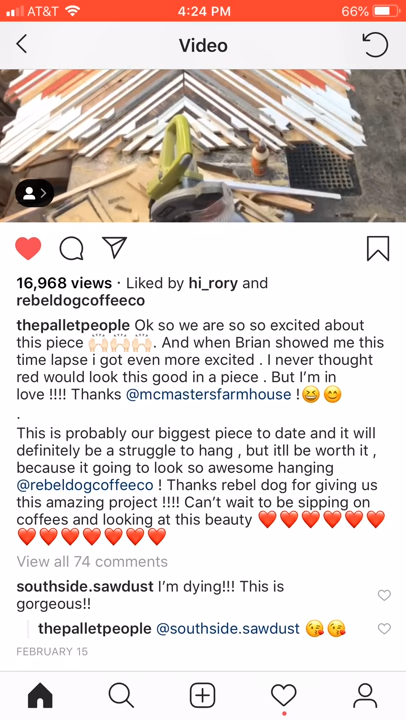 AT&T 4:24 PM 66%
Video
16,968 views · Liked by hi_rory and
rebeldogcoffeeco
thepalletpeople Ok so we are so so excited about
this piece 🙌🏻🙌🏻🙌🏻. And when Brian showed me this
time lapse i got even more excited . I never thought
red would look this good in a piece . But I'm in
love !!!! Thanks @mcmastersfarmhouse !😆😊
.
This is probably our biggest piece to date and it will
definitely be a struggle to hang , but itll be worth it ,
because it going to look so awesome hanging
@rebeldogcoffeeco ! Thanks rebel dog for giving us
this amazing project !!!! Can't wait to be sipping on
coffees and looking at this beauty ❤️❤️❤️❤️❤️❤️
❤️❤️❤️❤️❤️❤️❤️
View all 74 comments
southside.sawdust I'm dying!!! This is
gorgeous!!
thepalletpeople @southside.sawdust 😘😘
FEBRUARY 15